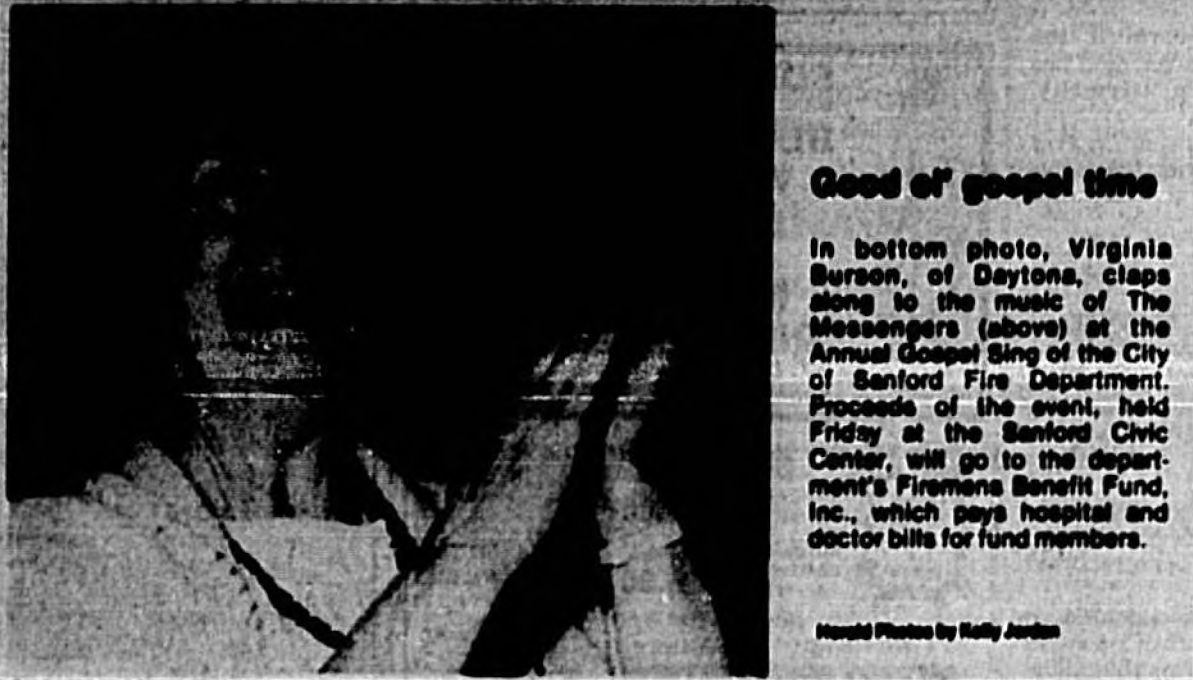 Good ol' gospel time
In bottom photo, Virginia
Burson, of Daytona, claps
along to the music of The
Messengers (above) at the
Annual Gospel Sing of the City
of Sanford Fire Department.
Proceeds of the event, held
Friday at the Sanford Civic
Center, will go to the depart-
ment's Firemens Benefit Fund,
Inc., which pays hospital and
doctor bills for fund members.
Herald Photos by Kelly Jordan